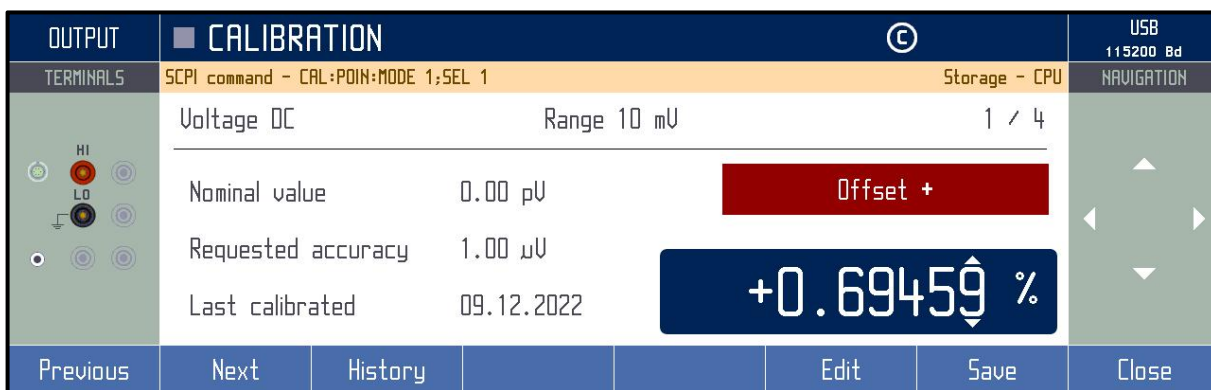 OUTPUT CALIBRATION © USB
115200 Bd
TERMINALS SCPI command - CAL:POIN:MODE 1;SEL 1 Storage - CPU NAVIGATION
Voltage DC Range 10 mV 1 / 4
HI
LO
Nominal value 0.00 pV Offset +
Requested accuracy 1.00 µV
Last calibrated 09.12.2022 +0.69459 %
Previous Next History Edit Save Close